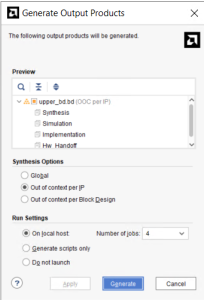 Generate Output Products
The following output products will be generated.
Preview
upper_bd.bd (OOC per IP)
Synthesis
Simulation
Implementation
Hw_Handoff
Synthesis Options
Global
Out of context per IP
Out of context per Block Design
Run Settings
On local host: Number of jobs: 4
Generate scripts only
Do not launch
? Apply Generate Cancel